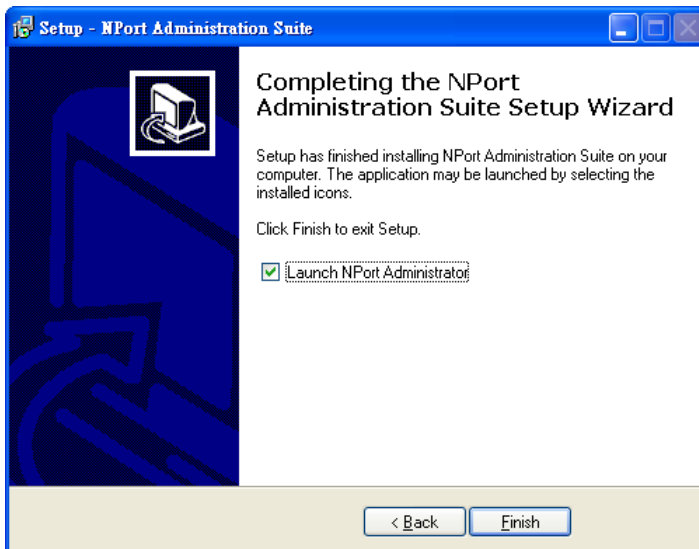 Setup - NPort Administration Suite
Completing the NPort
Administration Suite Setup Wizard
Setup has finished installing NPort Administration Suite on your
computer. The application may be launched by selecting the
installed icons.
Click Finish to exit Setup.
Launch NPort Administrator
< Back
Finish